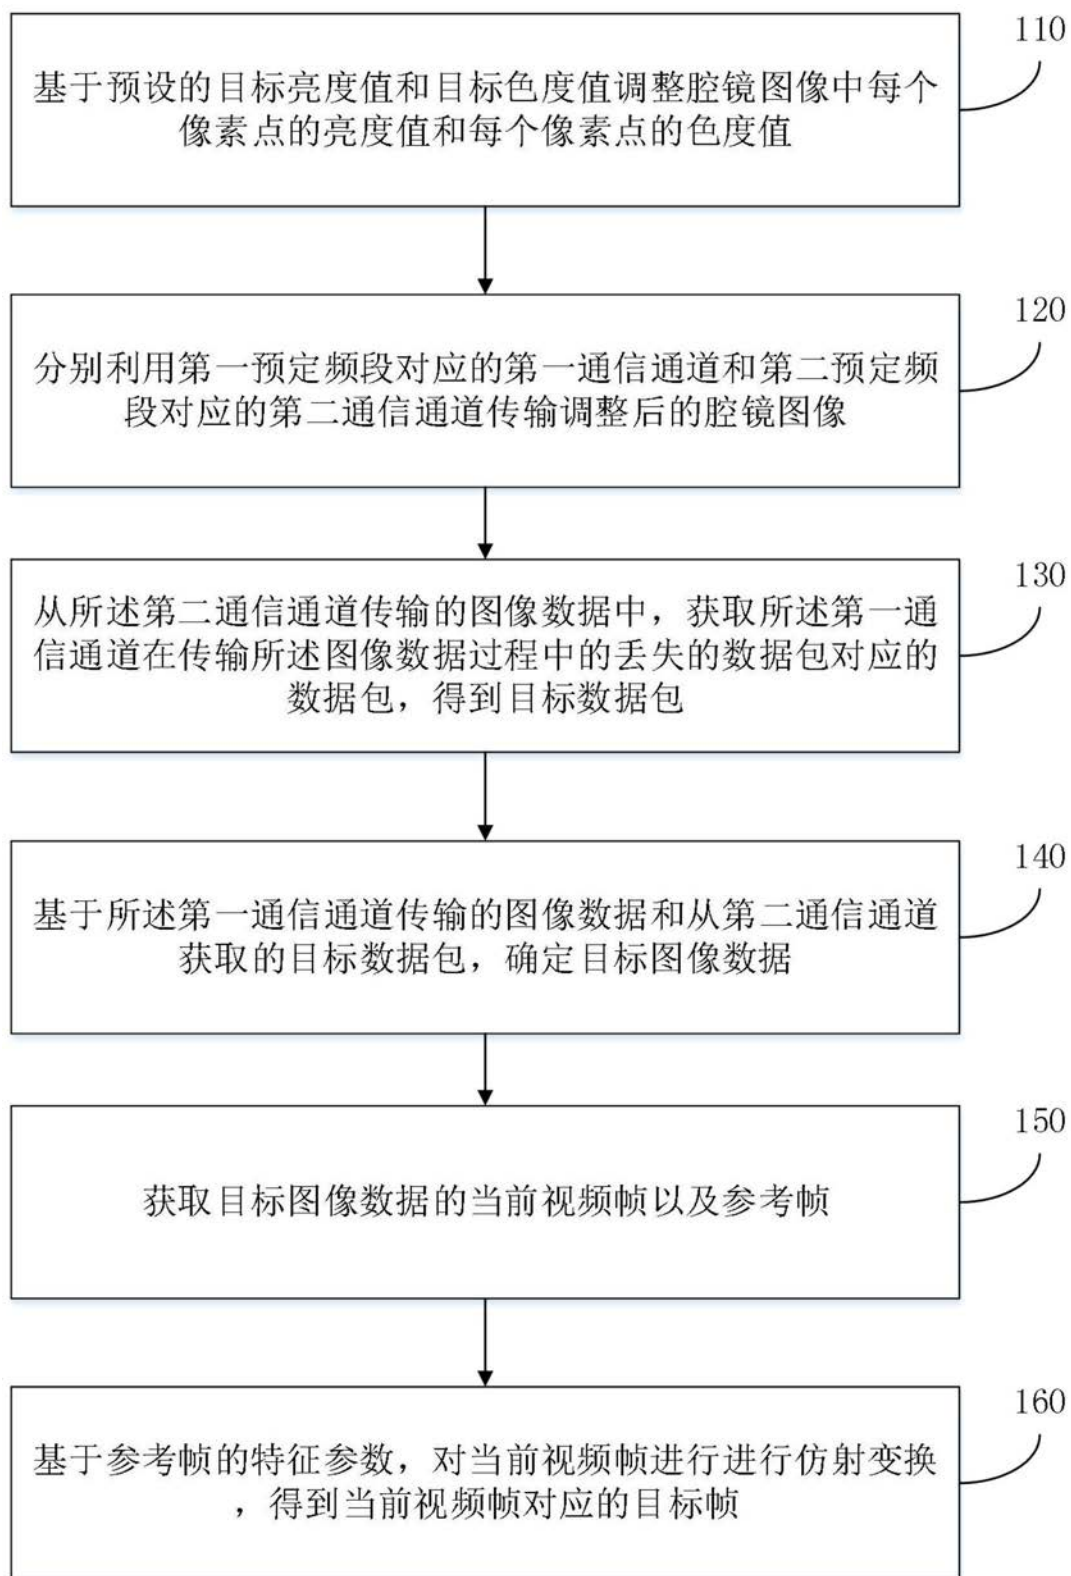 110
基于预设的目标亮度值和目标色度值调整腔镜图像中每个
像素点的亮度值和每个像素点的色度值
120
分别利用第一预定频段对应的第一通信通道和第二预定频
段对应的第二通信通道传输调整后的腔镜图像
130
从所述第二通信通道传输的图像数据中，获取所述第一通
信通道在传输所述图像数据过程中的丢失的数据包对应的
数据包，得到目标数据包
140
基于所述第一通信通道传输的图像数据和从第二通信通道
获取的目标数据包，确定目标图像数据
150
获取目标图像数据的当前视频帧以及参考帧
160
基于参考帧的特征参数，对当前视频帧进行进行仿射变换
，得到当前视频帧对应的目标帧